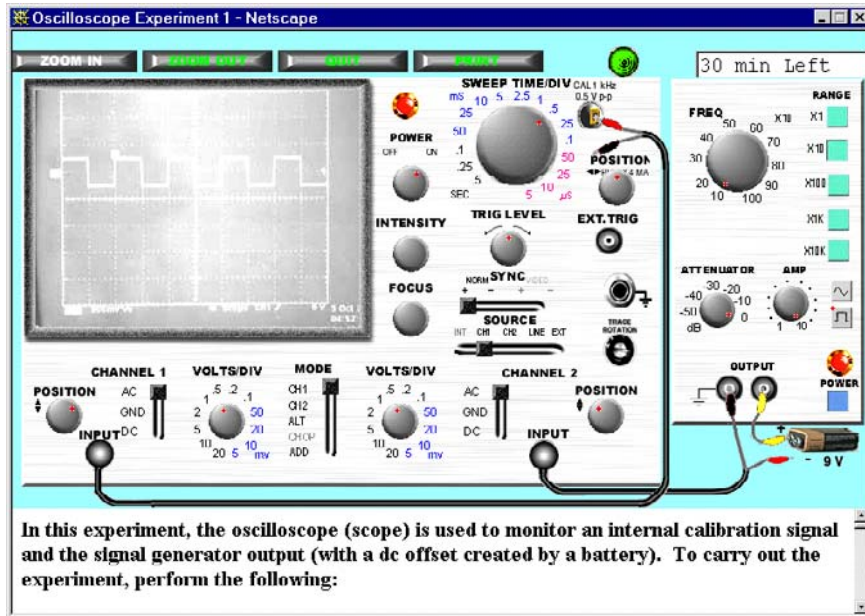 Oscilloscope Experiment 1 - Netscape
ZOOM IN ZOOM OUT QUIT PRINT
30 min Left
SWEEP TIME/DIV
CAL 1 kHz
0.5 V p-p
mS 10 5 2.5 1 .5
25 .25
50 .1
.1 50
.25 25
SEC .5 5 10 µS
POWER
OFF ON
INTENSITY
FOCUS
POSITION
TRIG LEVEL
EXT.TRIG
SYNC
NORM VIDEO
+ - + -
SOURCE
INT CH1 CH2 LINE EXT
TRACE
ROTATION
RANGE
FREQ
X10
10 20 30 40 50 60 70 80 90 100
X1
X10
X100
X1K
X10K
ATTENUATOR
-50 -40 30 -20 -10 0
dB
AMP
1 10
OUTPUT
POWER
+
- 9 V
CHANNEL 1
POSITION
AC
GND
DC
INPUT
VOLTS/DIV
.5 .2 .1
2 50
5 20
10 20 5 10
mv
MODE
CH1
CH2
ALT
CHOP
ADD
VOLTS/DIV
.5 .2 .1
2 50
5 20
10 20 5 10
mv
CHANNEL 2
AC
GND
DC
POSITION
INPUT
In this experiment, the oscilloscope (scope) is used to monitor an internal calibration signal
and the signal generator output (with a dc offset created by a battery). To carry out the
experiment, perform the following: